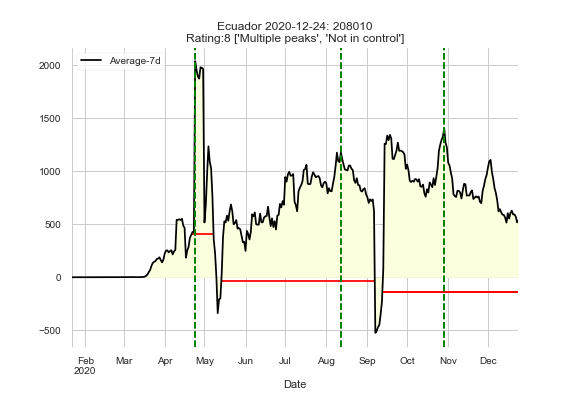 Ecuador 2020-12-24: 208010
Rating:8 ['Multiple peaks', 'Not in control']
Average-7d
2000
1500
1000
500
0
−500
Feb Mar Apr May Jun Jul Aug Sep Oct Nov Dec
2020
Date